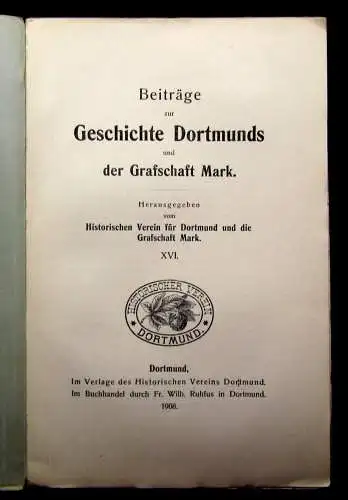 Beiträge
zur
Geschichte Dortmunds
und
der Grafschaft Mark.
Herausgegeben
vom
Historischen Verein für Dortmund und die
Grafschaft Mark.
XVI.
HISTORISCHER VEREIN
DORTMUND.
Dortmund,
Im Verlage des Historischen Vereins Dortmund.
Im Buchhandel durch Fr. Wilh. Ruhfus in Dortmund.
1908.